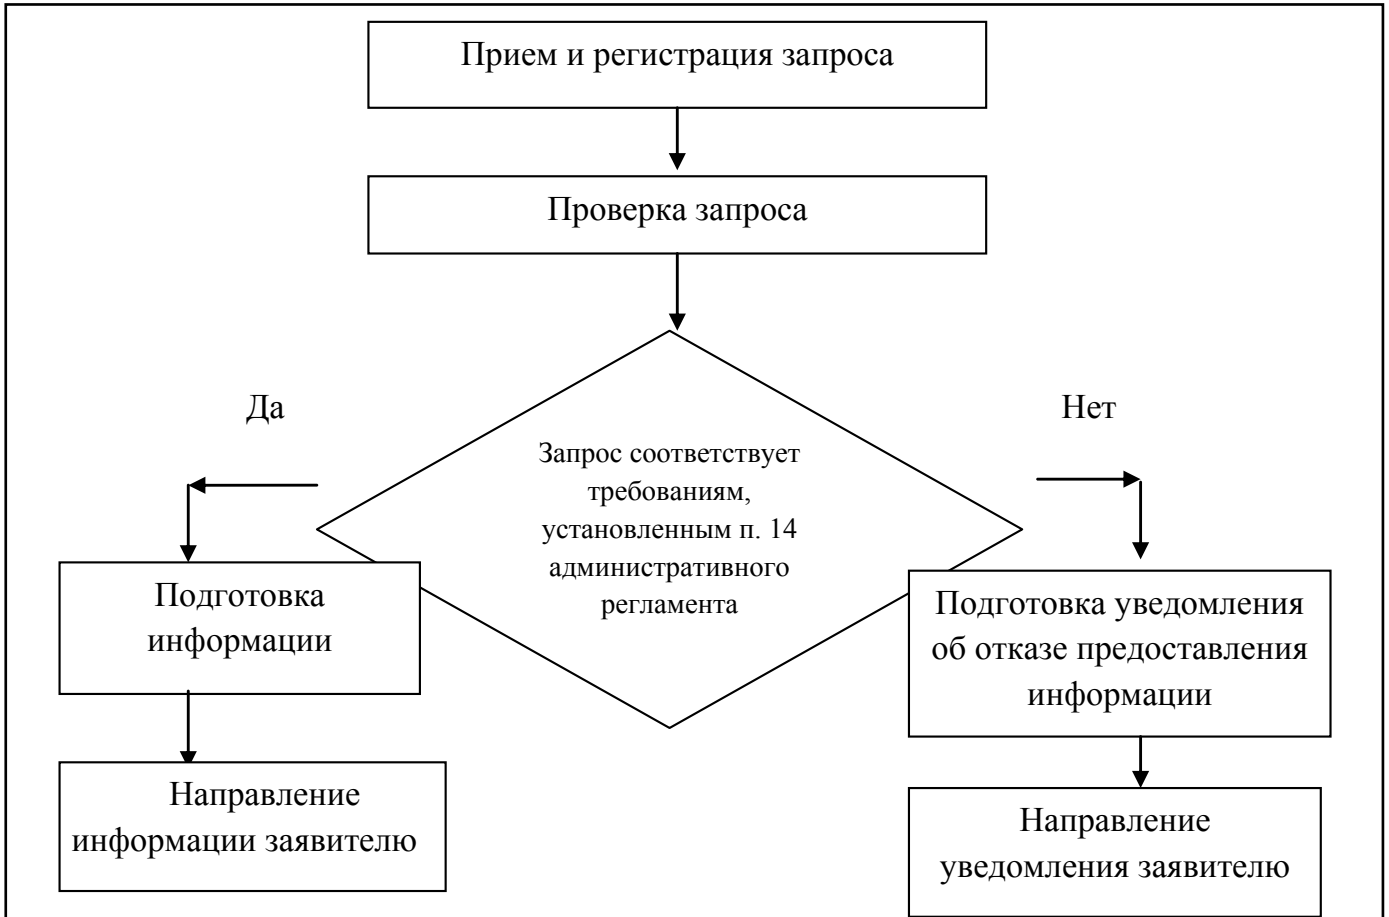 Прием и регистрация запроса
Проверка запроса
Да
Нет
Запрос соответствует
требованиям,
установленным п. 14
административного
регламента
Подготовка
информации
Подготовка уведомления
об отказе предоставления
информации
Направление
информации заявителю
Направление
уведомления заявителю